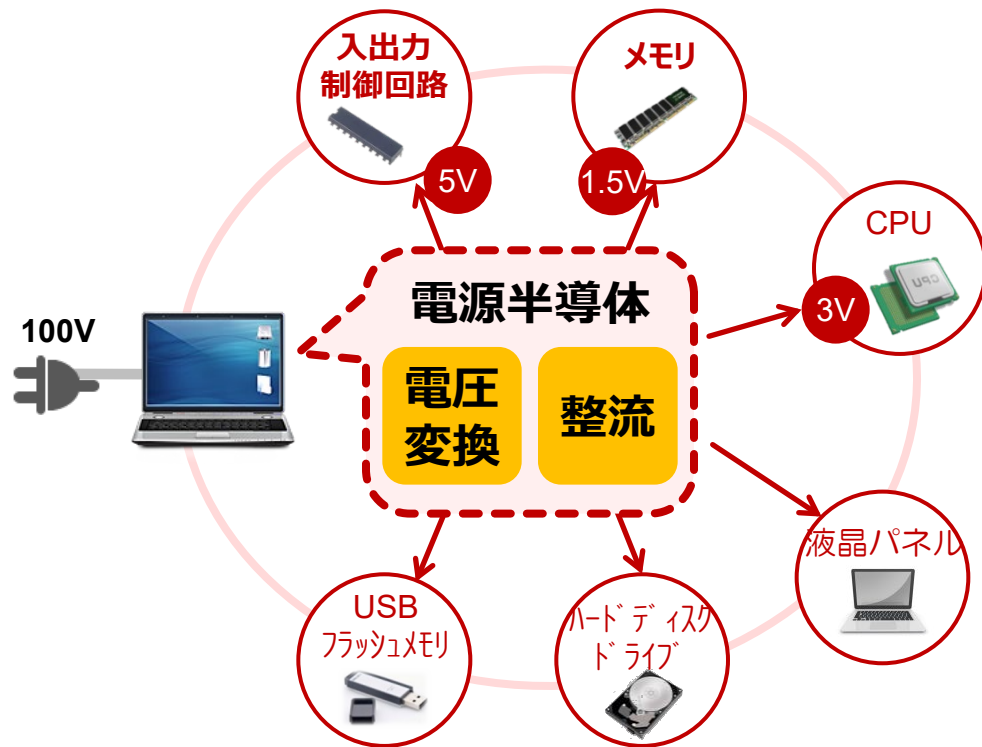 入出力
制御回路
メモリ
5V
1.5V
CPU
3V
cpu
100V
電源半導体
電圧
変換
整流
液晶パネル
USB
フラッシュメモリ
ハードディスク
ドライブ